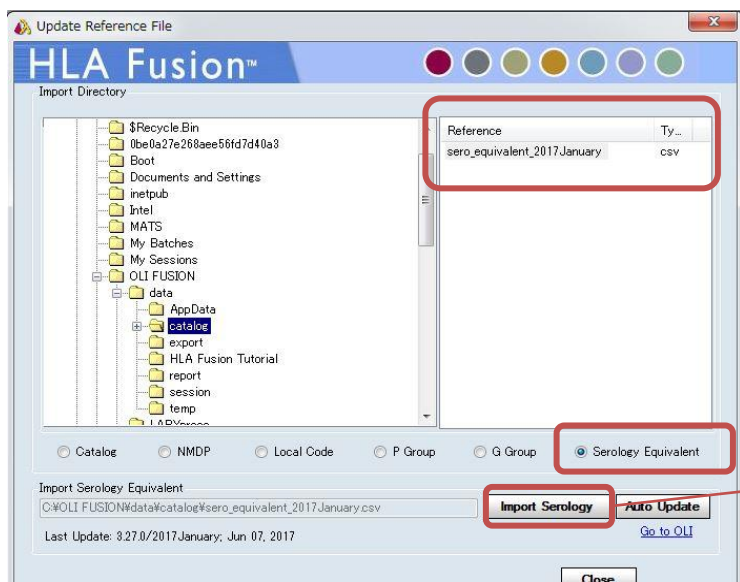 Update Reference File
HLA Fusion™
Import Directory
$Recycle.Bin
0be0a27e268aee56fd7d40a3
Boot
Documents and Settings
inetpub
Intel
MATS
My Batches
My Sessions
OLI FUSION
data
AppData
catalog
export
HLA Fusion Tutorial
report
session
temp
Reference Ty...
sero_equivalent_2017January csv
Catalog NMDP Local Code P Group G Group Serology Equivalent
Import Serology Equivalent
C:¥OLI FUSION¥data¥catalog¥sero_equivalent_2017January.csv Import Serology Auto Update
Last Update: 3.27.0/2017January; Jun 07, 2017 Go to OLI
Close